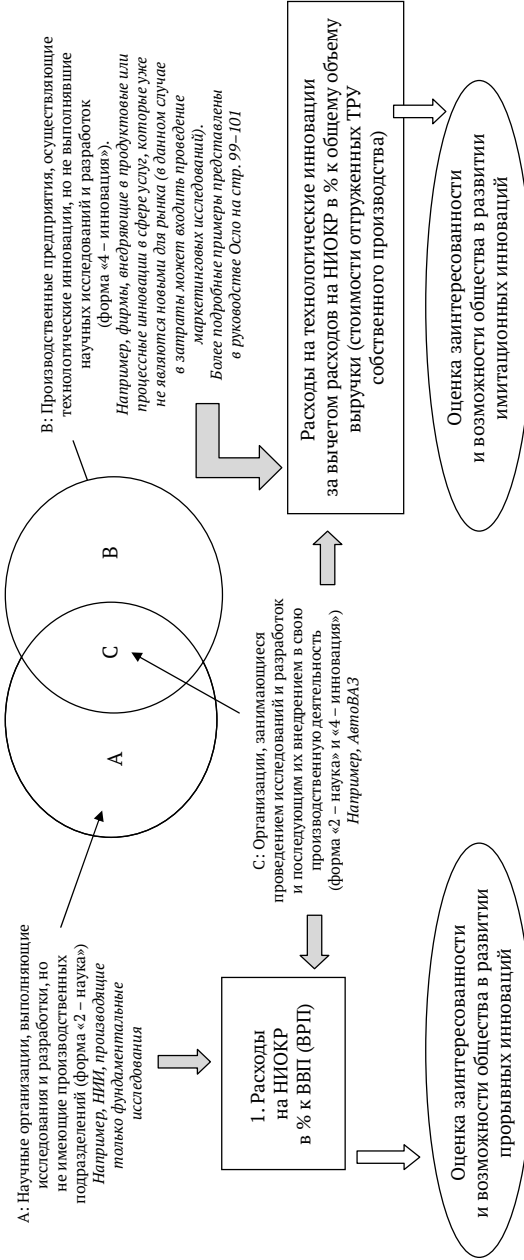 А: Научные организации, выполняющие
исследования и разработки, но
не имеющие производственных
подразделений (форма «2 – наука»)
Например, НИИ, производящие
только фундаментальные
исследования
A
C
B
В: Производственные предприятия, осуществляющие
технологические инновации, но не выполнявшие
научных исследований и разработок
(форма «4 – инновация»).
Например, фирмы, внедряющие в продуктовые или
процессные инновации в сфере услуг, которые уже
не являются новыми для рынка (в данном случае
в затраты может входить проведение
маркетинговых исследований).
Более подробные примеры представлены
в руководстве Осло на стр. 99–101
С: Организации, занимающиеся
проведением исследований и разработок
и последующим их внедрением в свою
производственную деятельность
(форма «2 – наука» и «4 – инновация»)
Например, АвтоВАЗ
1. Расходы
на НИОКР
в % к ВВП (ВРП)
Расходы на технологические инновации
за вычетом расходов на НИОКР в % к общему объему
выручки (стоимости отгруженных ТРУ
собственного производства)
Оценка заинтересованности
и возможности общества в развитии
прорывных инноваций
Оценка заинтересованности
и возможности общества в развитии
имитационных инноваций